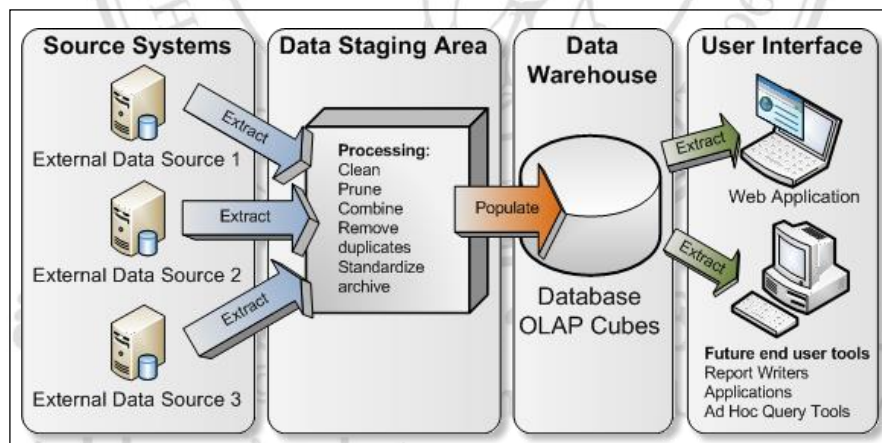 Source Systems
External Data Source 1
External Data Source 2
External Data Source 3
Extract
Extract
Extract
Data Staging Area
Processing:
Clean
Prune
Combine
Remove
duplicates
Standardize
archive
Populate
Data
Warehouse
Database
OLAP Cubes
Extract
Extract
User Interface
Web Application
Future end user tools
Report Writers
Applications
Ad Hoc Query Tools